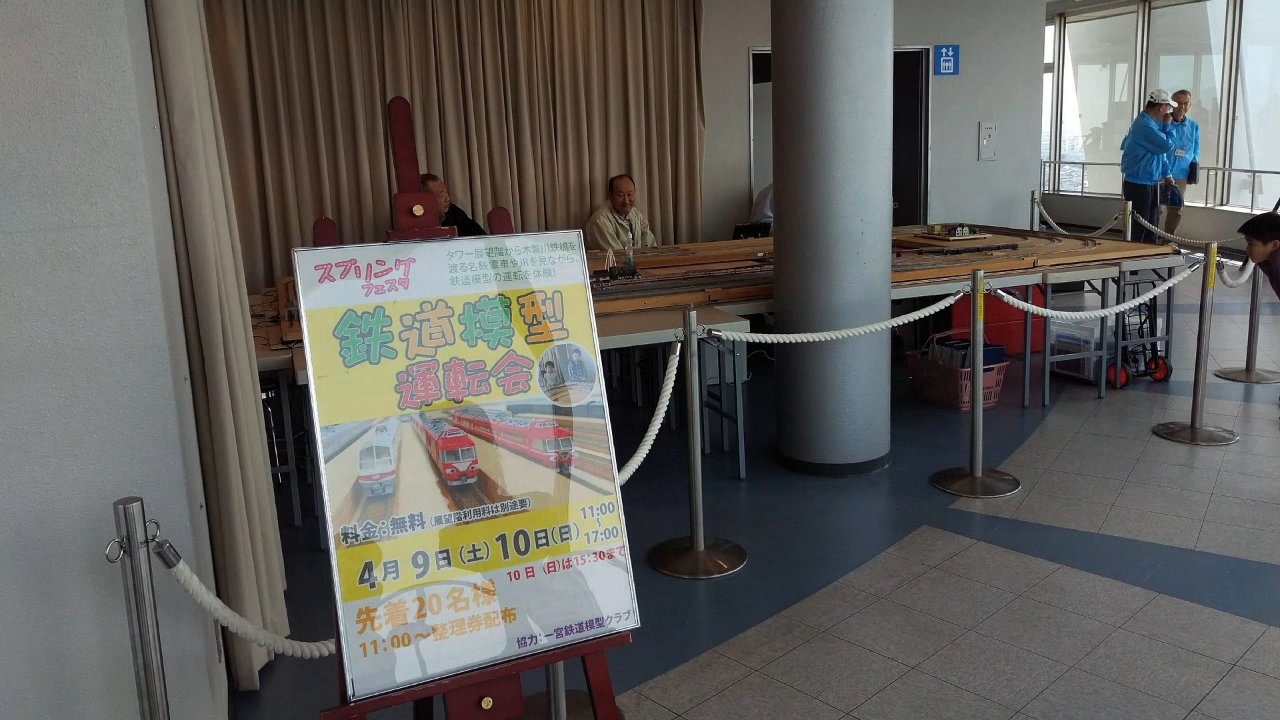 スプリング
フェスタ
タワー展望階から木曽川鉄橋を
渡る名鉄電車やJRを見ながら、
鉄道模型の運転を体験!
鉄道模型
運転会
料金:無料(展望階利用料は別途要)
11:00
~
17:00
4月9日(土)10日(日)
10日(日)は15:30まで
先着20名様
11:00~整理券配布
協力:一宮鉄道模型クラブ